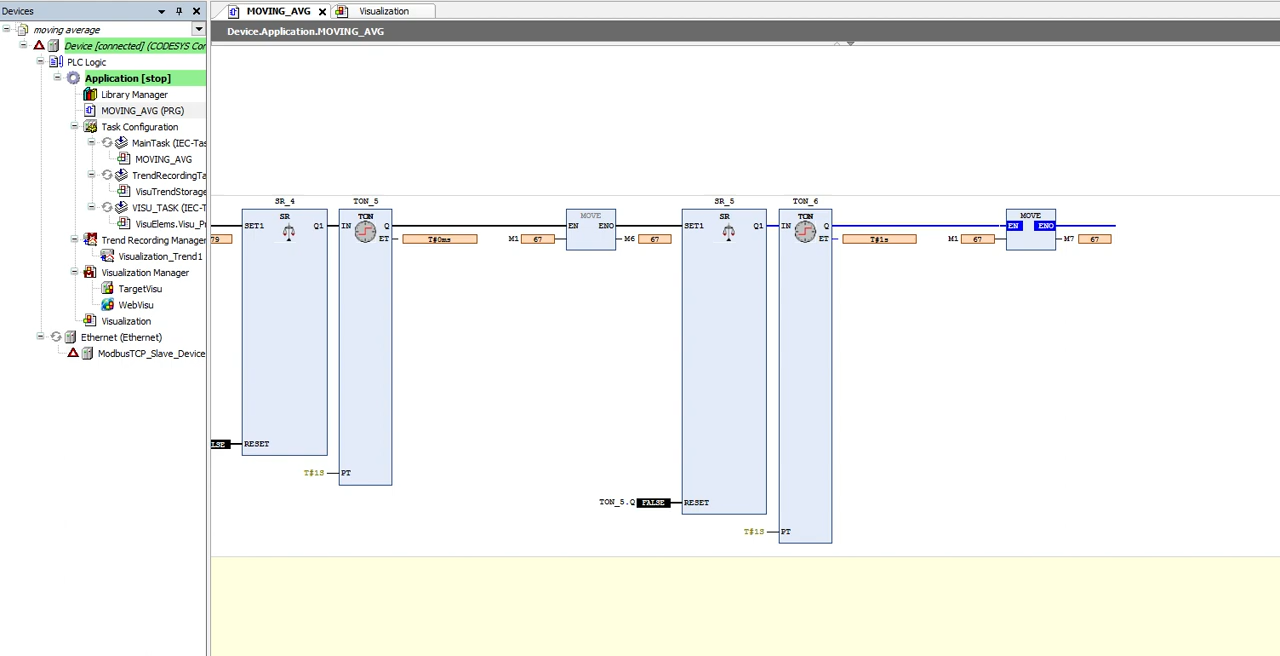 Devices
MOVING_AVG
Visualization
moving average
Device.Application.MOVING_AVG
Device [connected] (CODESYS Cor
PLC Logic
Application [stop]
Library Manager
MOVING_AVG (PRG)
Task Configuration
MainTask (IEC-Tas
MOVING_AVG
TrendRecordingTa
VisuTrendStorage
VISU_TASK (IEC-T
VisuElems.Visu_P
Trend Recording Manager
Visualization_Trend1
Visualization Manager
TargetVisu
WebVisu
Visualization
Ethernet (Ethernet)
ModbusTCP_Slave_Device
SR_4 TON_5 SR_5 TON_6
SR TON MOVE SR TON MOVE
SET1 Q1 IN Q EN ENO SET1 Q1 IN Q EN ENO
79 ET T#0ms M1 67 M6 67 ET T#1s M1 67 M7 67
LSE RESET
T#1S PT
TON_5.Q FALSE RESET
T#1S PT